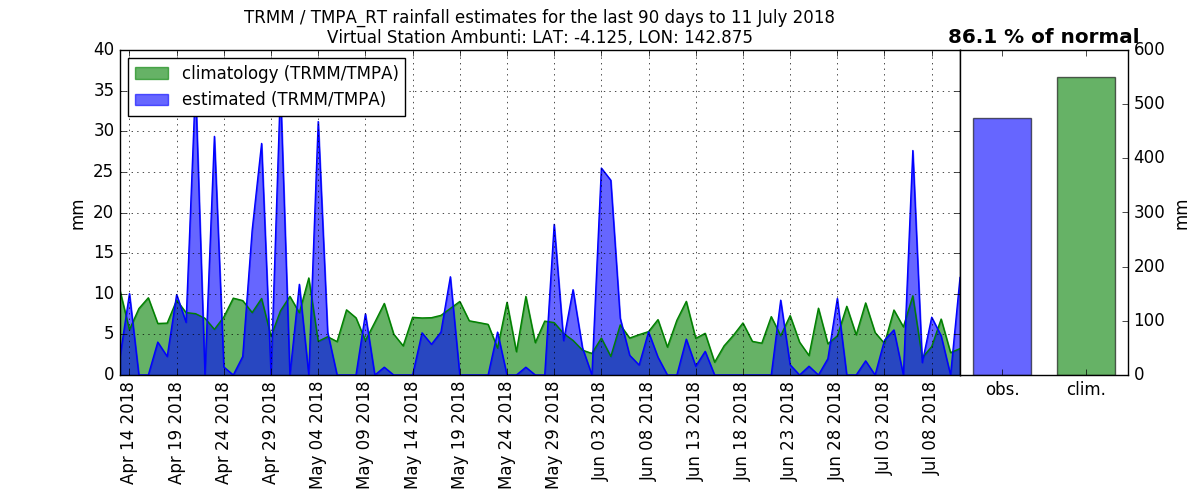 TRMM / TMPA_RT rainfall estimates for the last 90 days to 11 July 2018
Virtual Station Ambunti: LAT: -4.125, LON: 142.875
86.1 % of normal
climatology (TRMM/TMPA)
estimated (TRMM/TMPA)
mm
40
35
30
25
20
15
10
5
0
Apr 14 2018
Apr 19 2018
Apr 24 2018
Apr 29 2018
May 04 2018
May 09 2018
May 14 2018
May 19 2018
May 24 2018
May 29 2018
Jun 03 2018
Jun 08 2018
Jun 13 2018
Jun 18 2018
Jun 23 2018
Jun 28 2018
Jul 03 2018
Jul 08 2018
obs.
clim.
600
500
400
300
200
100
0
mm